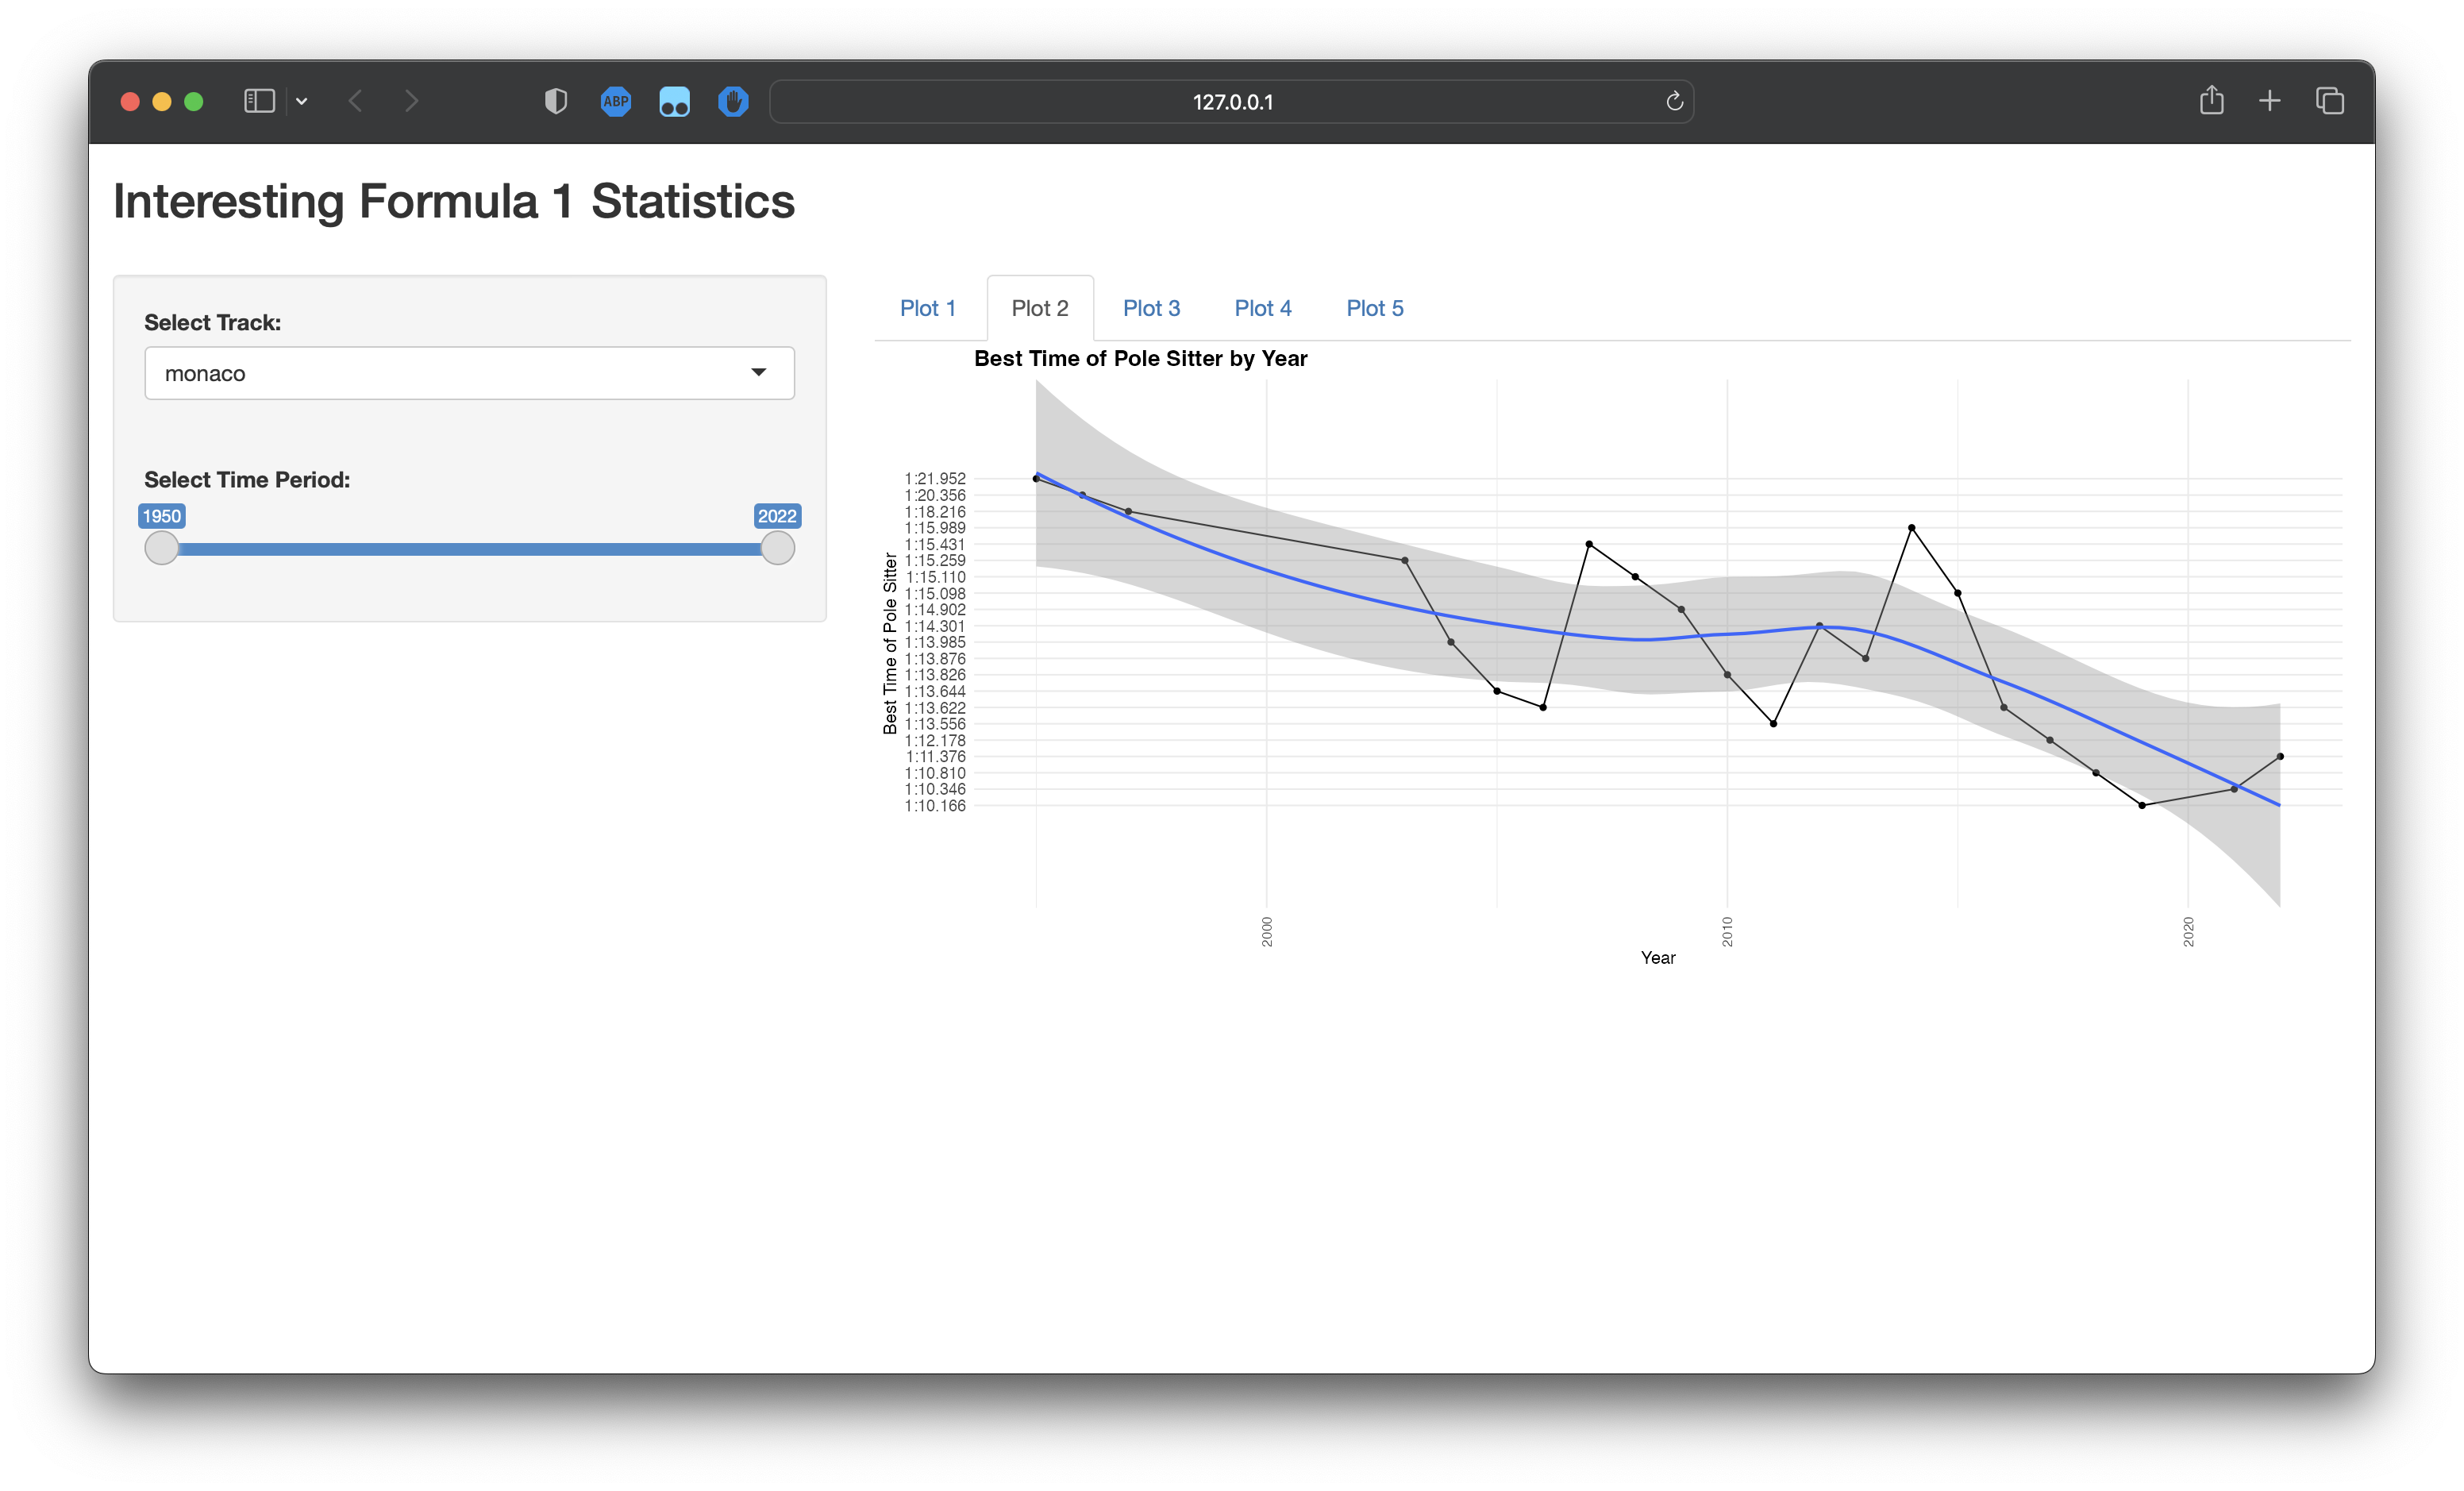 ABP
127.0.0.1
Interesting Formula 1 Statistics
Select Track:
monaco
Select Time Period:
1950
2022
Plot 1
Plot 2
Plot 3
Plot 4
Plot 5
Best Time of Pole Sitter by Year
Best Time of Pole Sitter
1:21.952
1:20.356
1:18.216
1:15.989
1:15.431
1:15.259
1:15.110
1:15.098
1:14.902
1:14.301
1:13.985
1:13.876
1:13.826
1:13.644
1:13.622
1:13.556
1:12.178
1:11.376
1:10.810
1:10.346
1:10.166
2000
2010
2020
Year